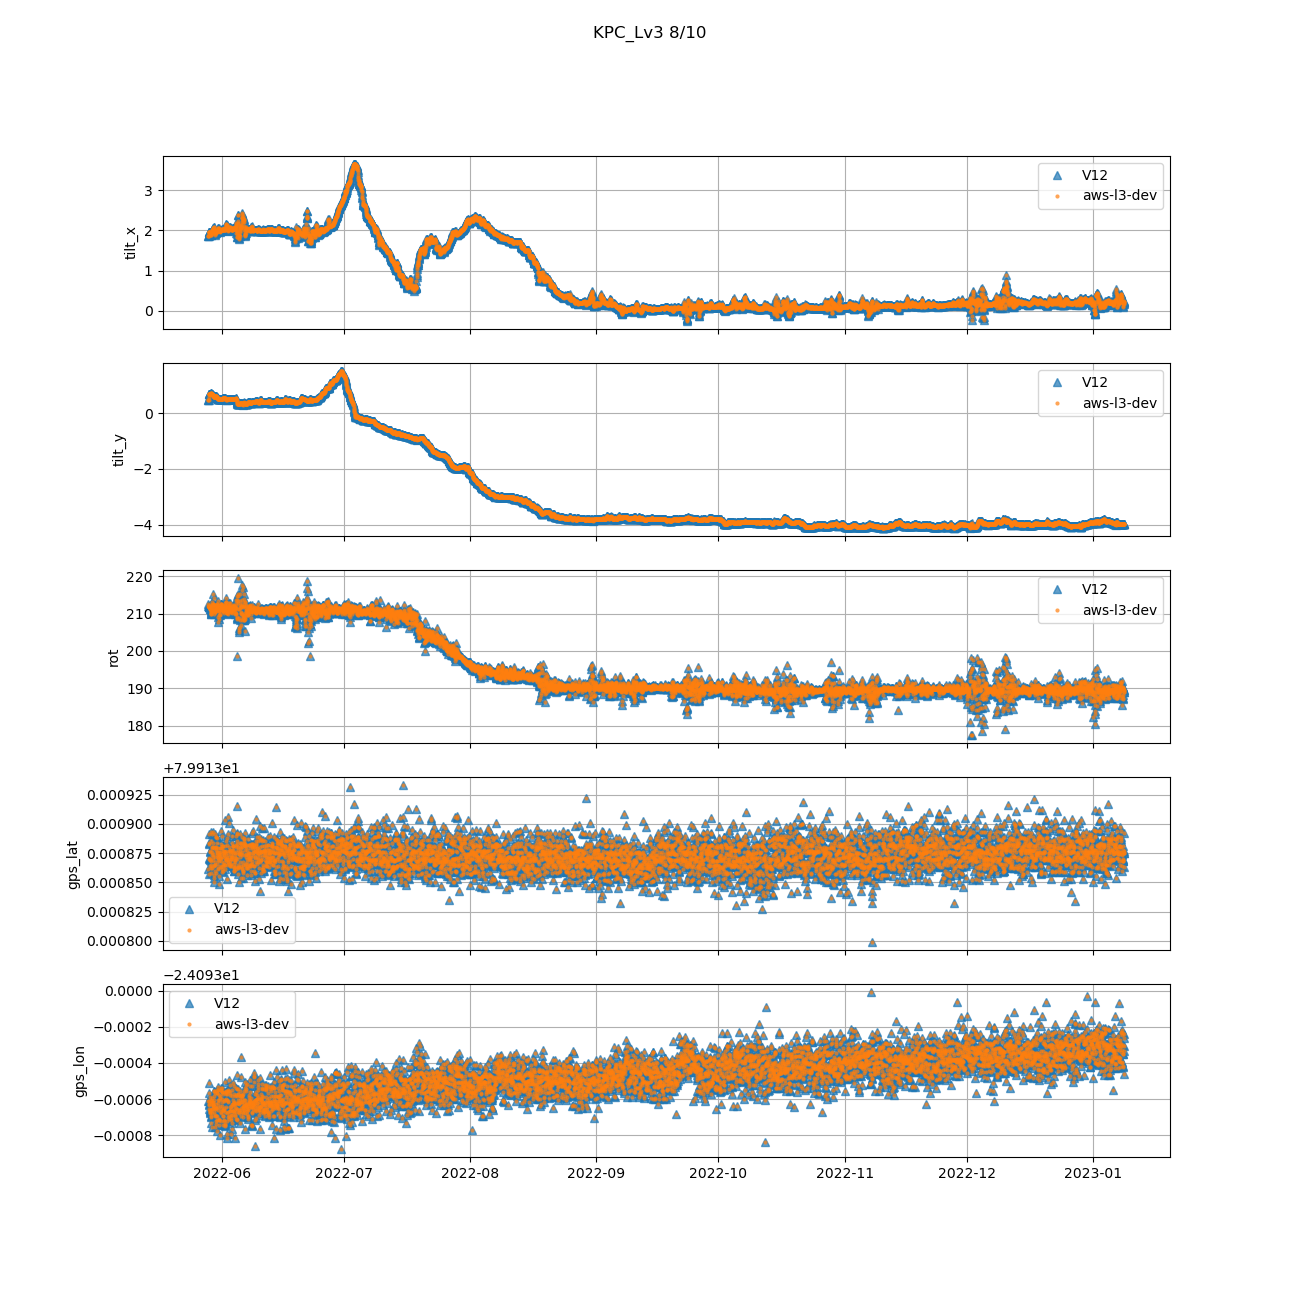 KPC_Lv3 8/10
3
2
1
0
tilt_x
V12
aws-l3-dev
0
−2
−4
tilt_y
V12
aws-l3-dev
220
210
200
190
180
rot
V12
aws-l3-dev
+7.9913e1
0.000925
0.000900
0.000875
0.000850
0.000825
0.000800
gps_lat
V12
aws-l3-dev
−2.4093e1
0.0000
−0.0002
−0.0004
−0.0006
−0.0008
gps_lon
V12
aws-l3-dev
2022-06 2022-07 2022-08 2022-09 2022-10 2022-11 2022-12 2023-01